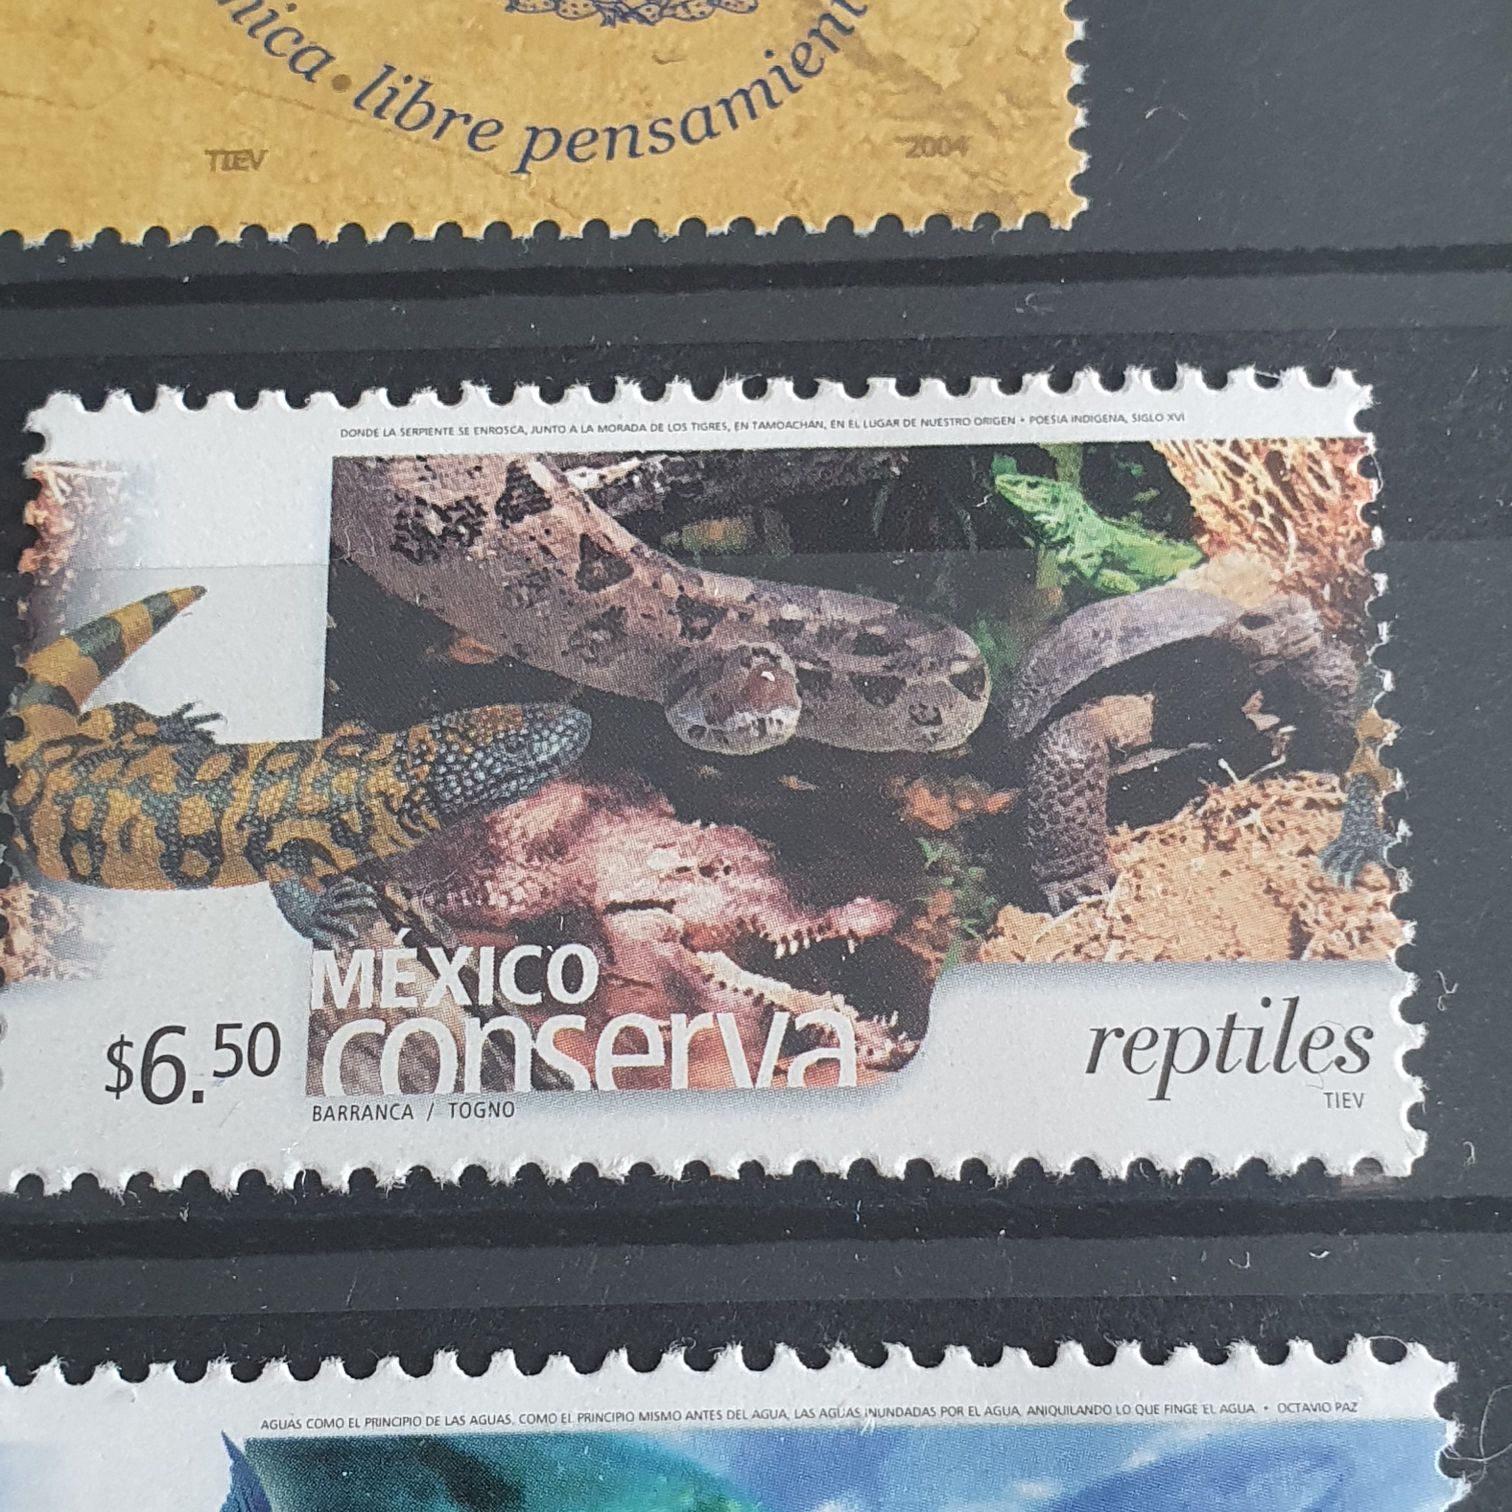 libre
TIEV
2004
DONDE LA SERPIENTE SE ENROSCA, JUNTO A LA MORADA DE LOS TIGRES, EN TAMOACHAN, EN EL LUGAR DE NUESTRO ORIGEN • POESIA INDIGENA, SIGLO XVI
MÉXICO
conserva
$6.50
reptiles
BARRANCA / TOGNO
TIEV
AGUAS COMO EL PRINCIPIO DE LAS AGUAS, COMO EL PRINCIPIO MISMO ANTES DEL AGUA, LAS AGUAS INUNDADAS POR EL AGUA, ANIQUILANDO LO QUE FINGE EL AGUA • OCTAVIO PAZ